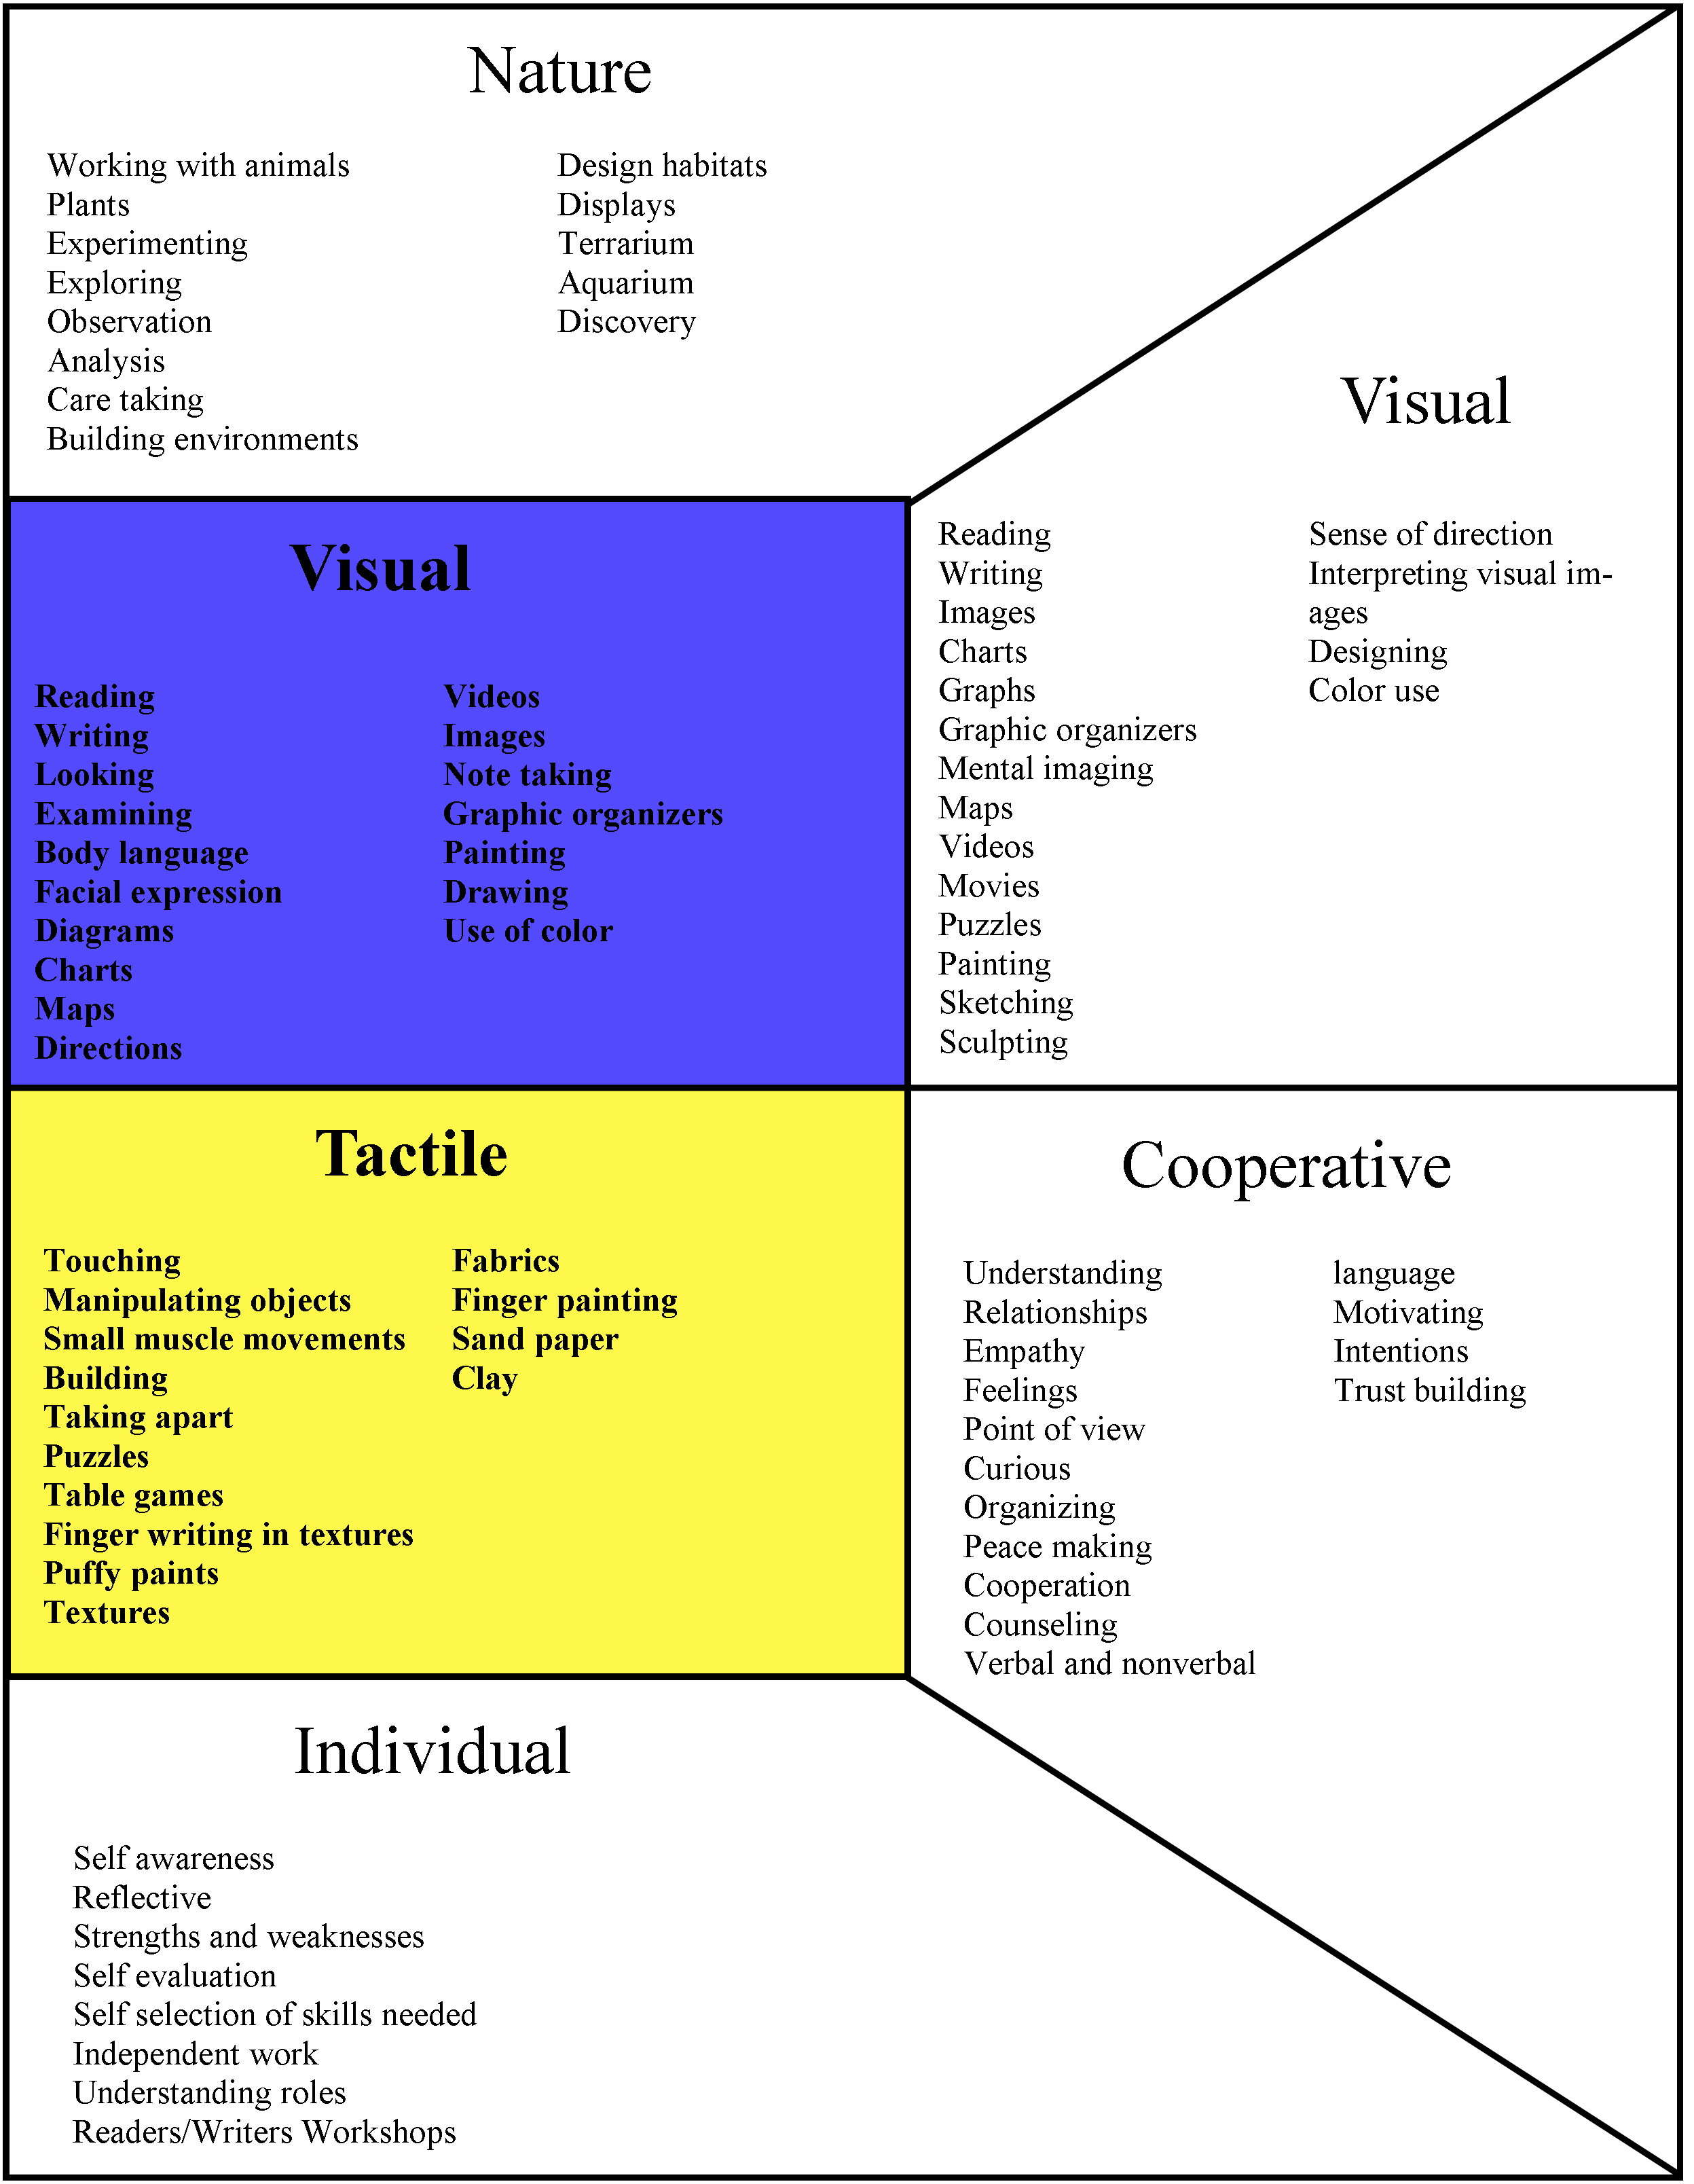 Nature
Working with animals
Plants
Experimenting
Exploring
Observation
Analysis
Care taking
Building environments
Design habitats
Displays
Terrarium
Aquarium
Discovery
Visual
Reading
Writing
Images
Charts
Graphs
Graphic organizers
Mental imaging
Maps
Videos
Movies
Puzzles
Painting
Sketching
Sculpting
Sense of direction
Interpreting visual im-
ages
Designing
Color use
Visual
Reading
Writing
Looking
Examining
Body language
Facial expression
Diagrams
Charts
Maps
Directions
Videos
Images
Note taking
Graphic organizers
Painting
Drawing
Use of color
Tactile
Touching
Manipulating objects
Small muscle movements
Building
Taking apart
Puzzles
Table games
Finger writing in textures
Puffy paints
Textures
Fabrics
Finger painting
Sand paper
Clay
Cooperative
Understanding
Relationships
Empathy
Feelings
Point of view
Curious
Organizing
Peace making
Cooperation
Counseling
Verbal and nonverbal
language
Motivating
Intentions
Trust building
Individual
Self awareness
Reflective
Strengths and weaknesses
Self evaluation
Self selection of skills needed
Independent work
Understanding roles
Readers/Writers Workshops